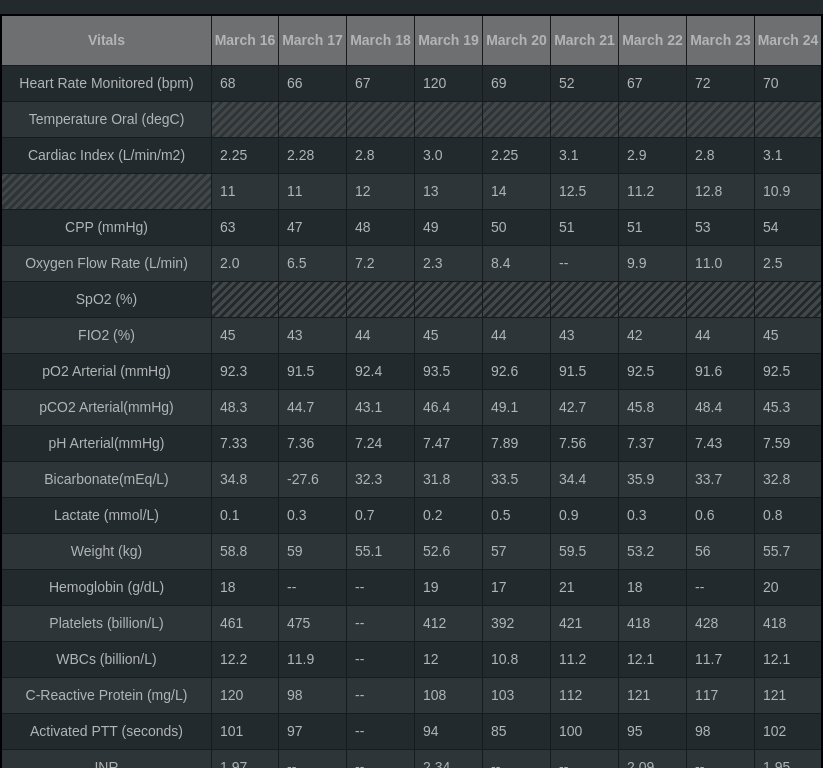 Vitals March 16 March 17 March 18 March 19 March 20 March 21 March 22 March 23 March 24
Heart Rate Monitored (bpm) 68 66 67 120 69 52 67 72 70
Temperature Oral (degC)
Cardiac Index (L/min/m2) 2.25 2.28 2.8 3.0 2.25 3.1 2.9 2.8 3.1
11 11 12 13 14 12.5 11.2 12.8 10.9
CPP (mmHg) 63 47 48 49 50 51 51 53 54
Oxygen Flow Rate (L/min) 2.0 6.5 7.2 2.3 8.4 -- 9.9 11.0 2.5
SpO2 (%)
FIO2 (%) 45 43 44 45 44 43 42 44 45
pO2 Arterial (mmHg) 92.3 91.5 92.4 93.5 92.6 91.5 92.5 91.6 92.5
pCO2 Arterial(mmHg) 48.3 44.7 43.1 46.4 49.1 42.7 45.8 48.4 45.3
pH Arterial(mmHg) 7.33 7.36 7.24 7.47 7.89 7.56 7.37 7.43 7.59
Bicarbonate(mEq/L) 34.8 -27.6 32.3 31.8 33.5 34.4 35.9 33.7 32.8
Lactate (mmol/L) 0.1 0.3 0.7 0.2 0.5 0.9 0.3 0.6 0.8
Weight (kg) 58.8 59 55.1 52.6 57 59.5 53.2 56 55.7
Hemoglobin (g/dL) 18 -- -- 19 17 21 18 -- 20
Platelets (billion/L) 461 475 -- 412 392 421 418 428 418
WBCs (billion/L) 12.2 11.9 -- 12 10.8 11.2 12.1 11.7 12.1
C-Reactive Protein (mg/L) 120 98 -- 108 103 112 121 117 121
Activated PTT (seconds) 101 97 -- 94 85 100 95 98 102
INR 1.97 -- -- 2.34 -- -- 2.09 -- 1.95